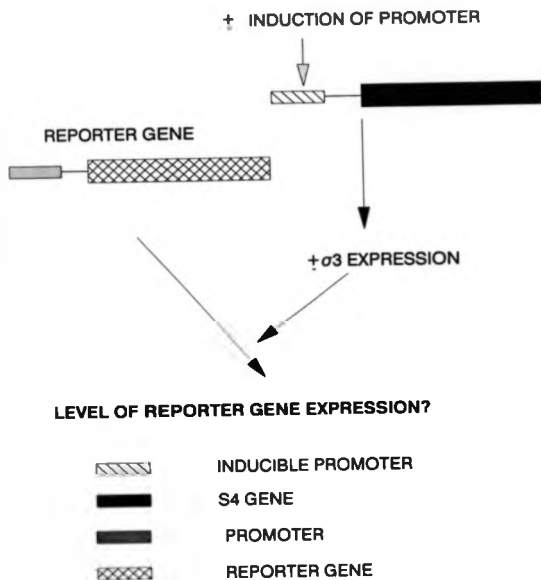 ± INDUCTION OF PROMOTER
REPORTER GENE
±σ3 EXPRESSION
LEVEL OF REPORTER GENE EXPRESSION?
INDUCIBLE PROMOTER
S4 GENE
PROMOTER
REPORTER GENE